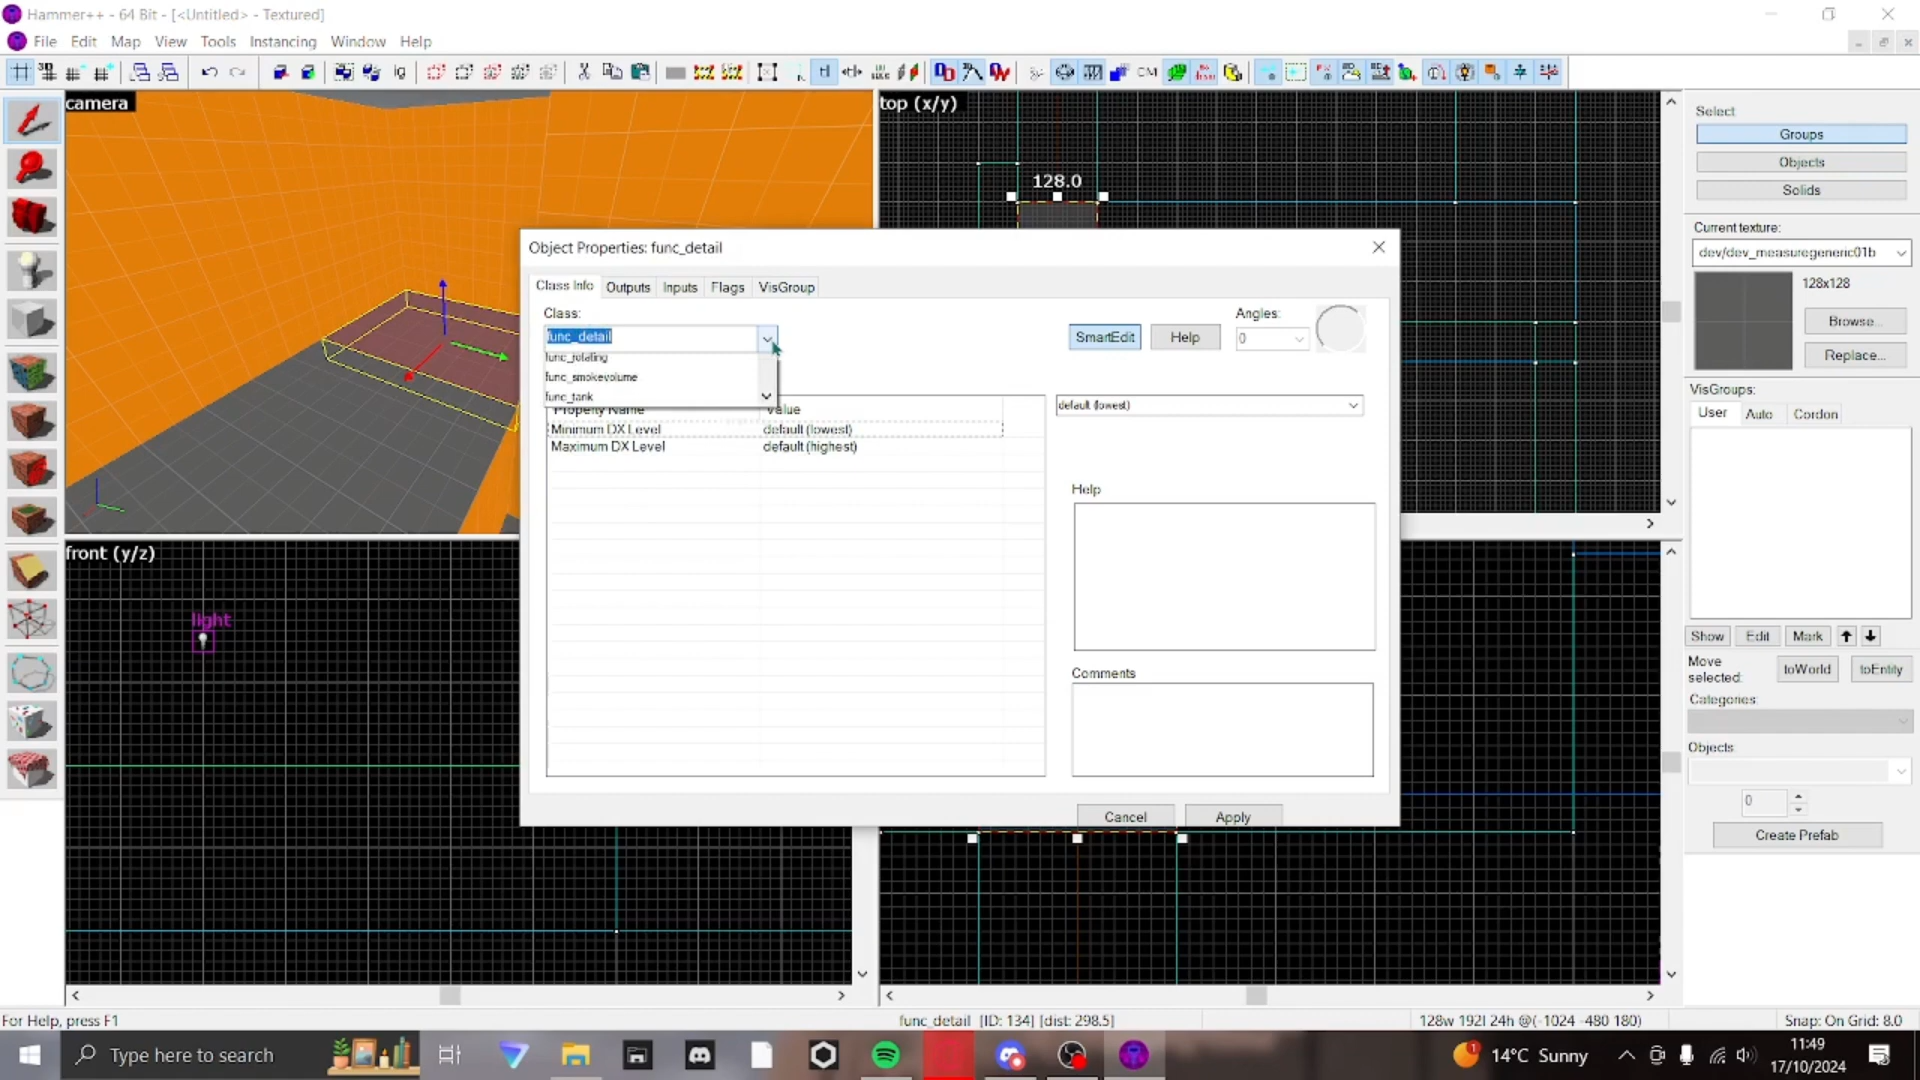 Hammer++ - 64 Bit - [<Untitled> - Textured]
File Edit Map View Tools Instancing Window Help
camera
top (x/y)
128.0
Select
Groups
Objects
Solids
Current texture:
dev/dev_measuregeneric01b
128x128
Browse...
Replace...
VisGroups:
User Auto Cordon
Show Edit Mark
Move selected:
toWorld toEntity
Categories:
Objects
0
Create Prefab
Object Properties: func_detail
Class Info Outputs Inputs Flags VisGroup
Class:
func_detail
func_rotating
func_smokevolume
func_tank
SmartEdit Help
Angles:
0
Property Name Value
Minimum DX Level default (lowest)
Maximum DX Level default (highest)
default (lowest)
Help
Comments
Cancel Apply
front (y/z)
light
For Help, press F1
func_detail [ID: 134] [dist: 298.5]
128w 192l 24h @(-1024 -480 180)
Snap: On Grid: 8.0
Type here to search
14°C Sunny
11:49
17/10/2024